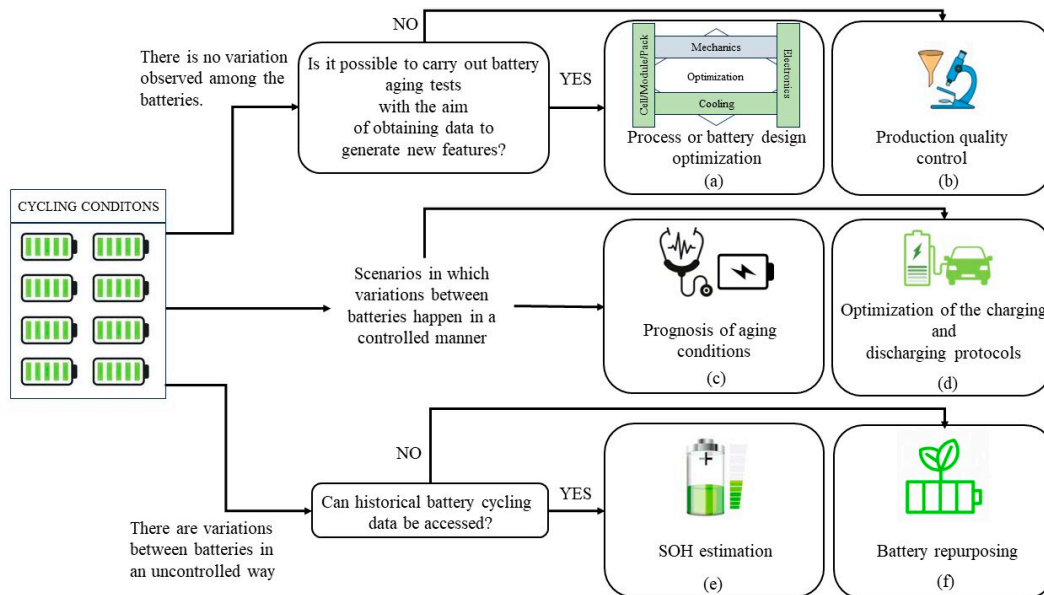 NO
There is no variation
observed among the
batteries.
Is it possible to carry out battery
aging tests
with the aim
of obtaining data to
generate new features?
YES
Cell/Module/Pack
Mechanics
Optimization
Cooling
Electronics
Process or battery design
optimization
(a)
Production quality
control
(b)
CYCLING CONDITONS
Scenarios in which
variations between
batteries happen in a
controlled manner
Prognosis of aging
conditions
(c)
Optimization of the charging
and
discharging protocols
(d)
NO
There are variations
between batteries in
an uncontrolled way
Can historical battery cycling
data be accessed?
YES
+
SOH estimation
(e)
Battery repurposing
(f)